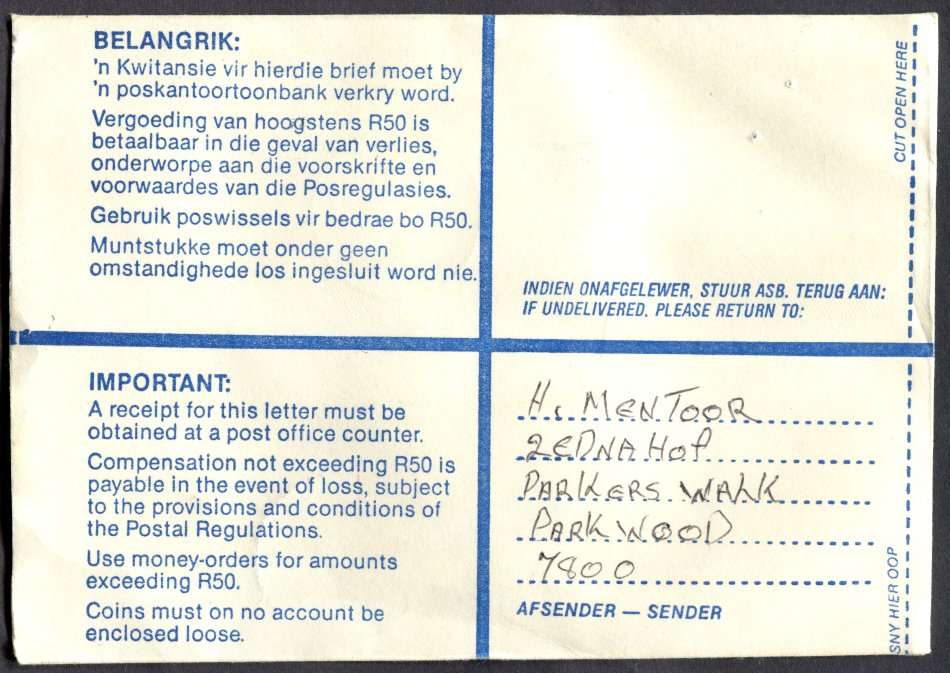 BELANGRIK:
'n Kwitansie vir hierdie brief moet by
'n poskantoortoonbank verkry word.
Vergoeding van hoogstens R50 is
betaalbaar in die geval van verlies,
onderworpe aan die voorskrifte en
voorwaardes van die Posregulasies.
Gebruik poswissels vir bedrae bo R50.
Muntstukke moet onder geen
omstandighede los ingesluit word nie.
CUT OPEN HERE
INDIEN ONAFGELEWER, STUUR ASB. TERUG AAN:
IF UNDELIVERED, PLEASE RETURN TO:
IMPORTANT:
A receipt for this letter must be
obtained at a post office counter.
Compensation not exceeding R50 is
payable in the event of loss, subject
to the provisions and conditions of
the Postal Regulations.
Use money-orders for amounts
exceeding R50.
Coins must on no account be
enclosed loose.
H. MENTOOR
2 EDNA HOF
PARKERS WALK
PARKWOOD
7800
AFSENDER — SENDER
SNY HIER OOP